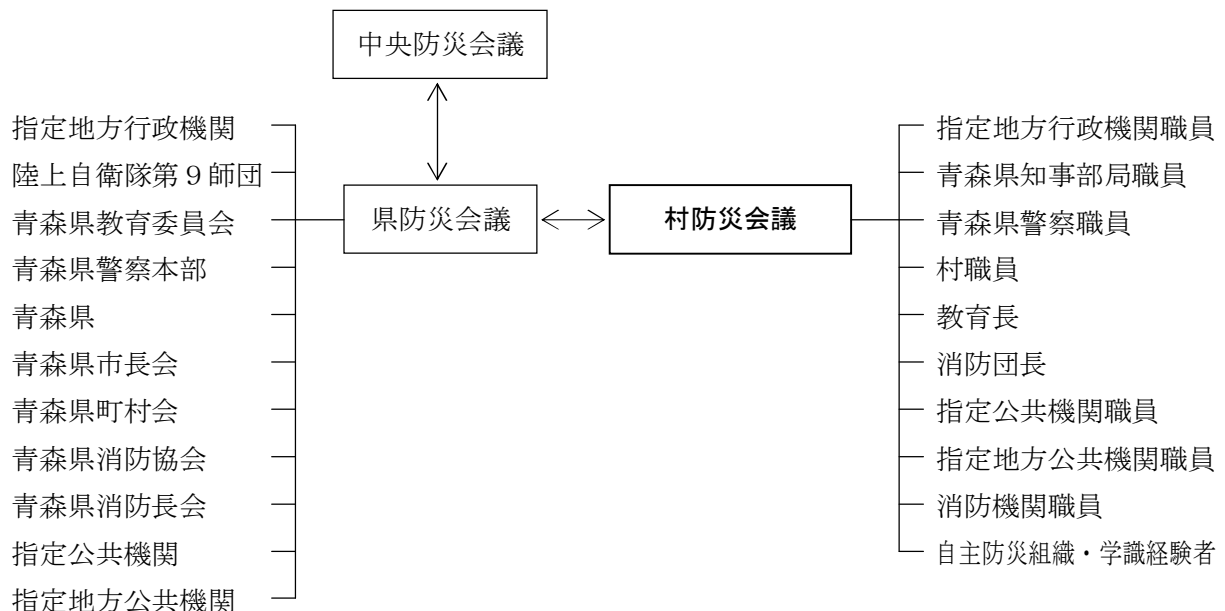 中央防災会議
県防災会議
村防災会議
指定地方行政機関
陸上自衛隊第９師団
青森県教育委員会
青森県警察本部
青森県
青森県市長会
青森県町村会
青森県消防協会
青森県消防長会
指定公共機関
指定地方公共機関
指定地方行政機関職員
青森県知事部局職員
青森県警察職員
村職員
教育長
消防団長
指定公共機関職員
指定地方公共機関職員
消防機関職員
自主防災組織・学識経験者